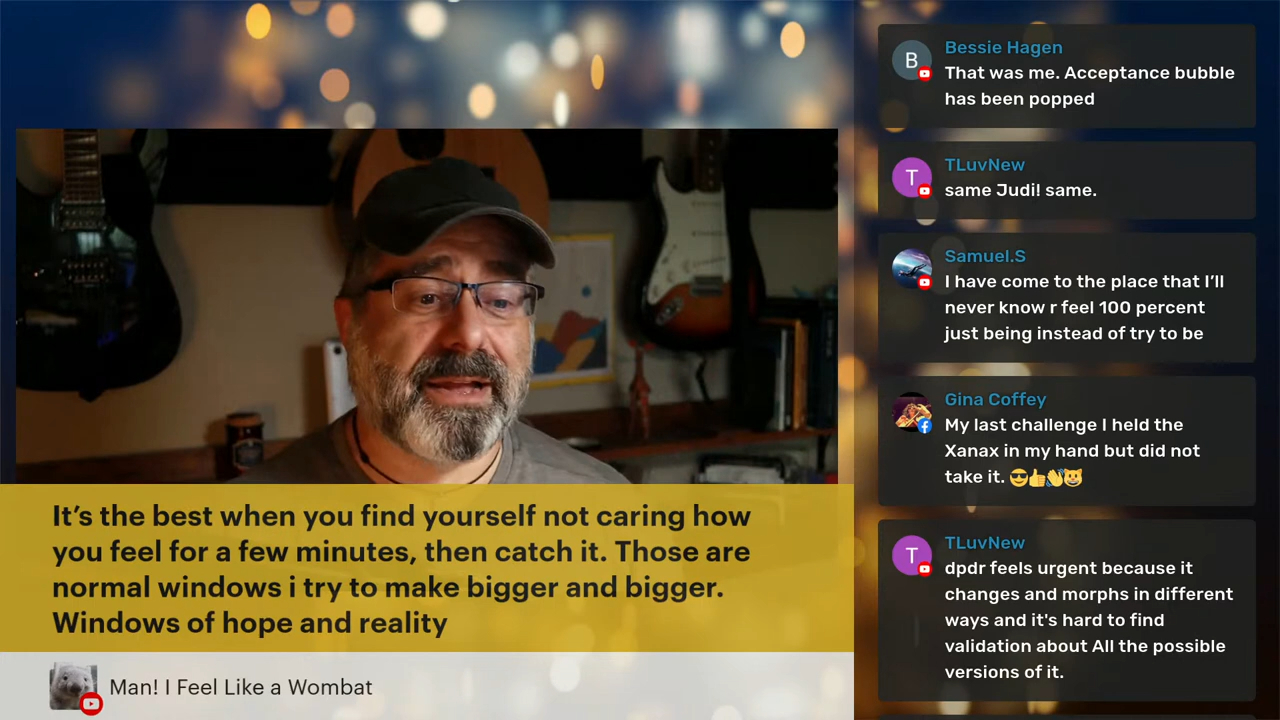 It's the best when you find yourself not caring how
you feel for a few minutes, then catch it. Those are
normal windows i try to make bigger and bigger.
Windows of hope and reality
Man! I Feel Like a Wombat
B
Bessie Hagen
That was me. Acceptance bubble
has been popped
T
TLuvNew
same Judi! same.
Samuel.S
I have come to the place that I'll
never know r feel 100 percent
just being instead of try to be
Gina Coffey
My last challenge I held the
Xanax in my hand but did not
take it. 😎👍👏😺
T
TLuvNew
dpdr feels urgent because it
changes and morphs in different
ways and it's hard to find
validation about All the possible
versions of it.